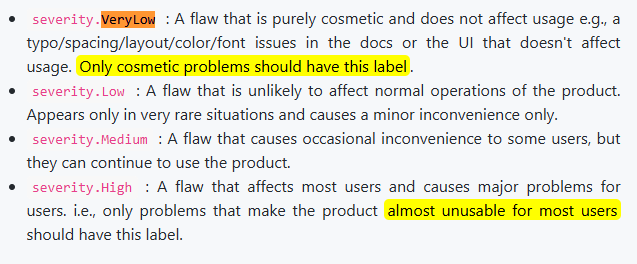 severity.VeryLow : A flaw that is purely cosmetic and does not affect usage e.g., a
typo/spacing/layout/color/font issues in the docs or the UI that doesn't affect
usage. Only cosmetic problems should have this label.
severity.Low : A flaw that is unlikely to affect normal operations of the product.
Appears only in very rare situations and causes a minor inconvenience only.
severity.Medium : A flaw that causes occasional inconvenience to some users, but
they can continue to use the product.
severity.High : A flaw that affects most users and causes major problems for
users. i.e., only problems that make the product almost unusable for most users
should have this label.